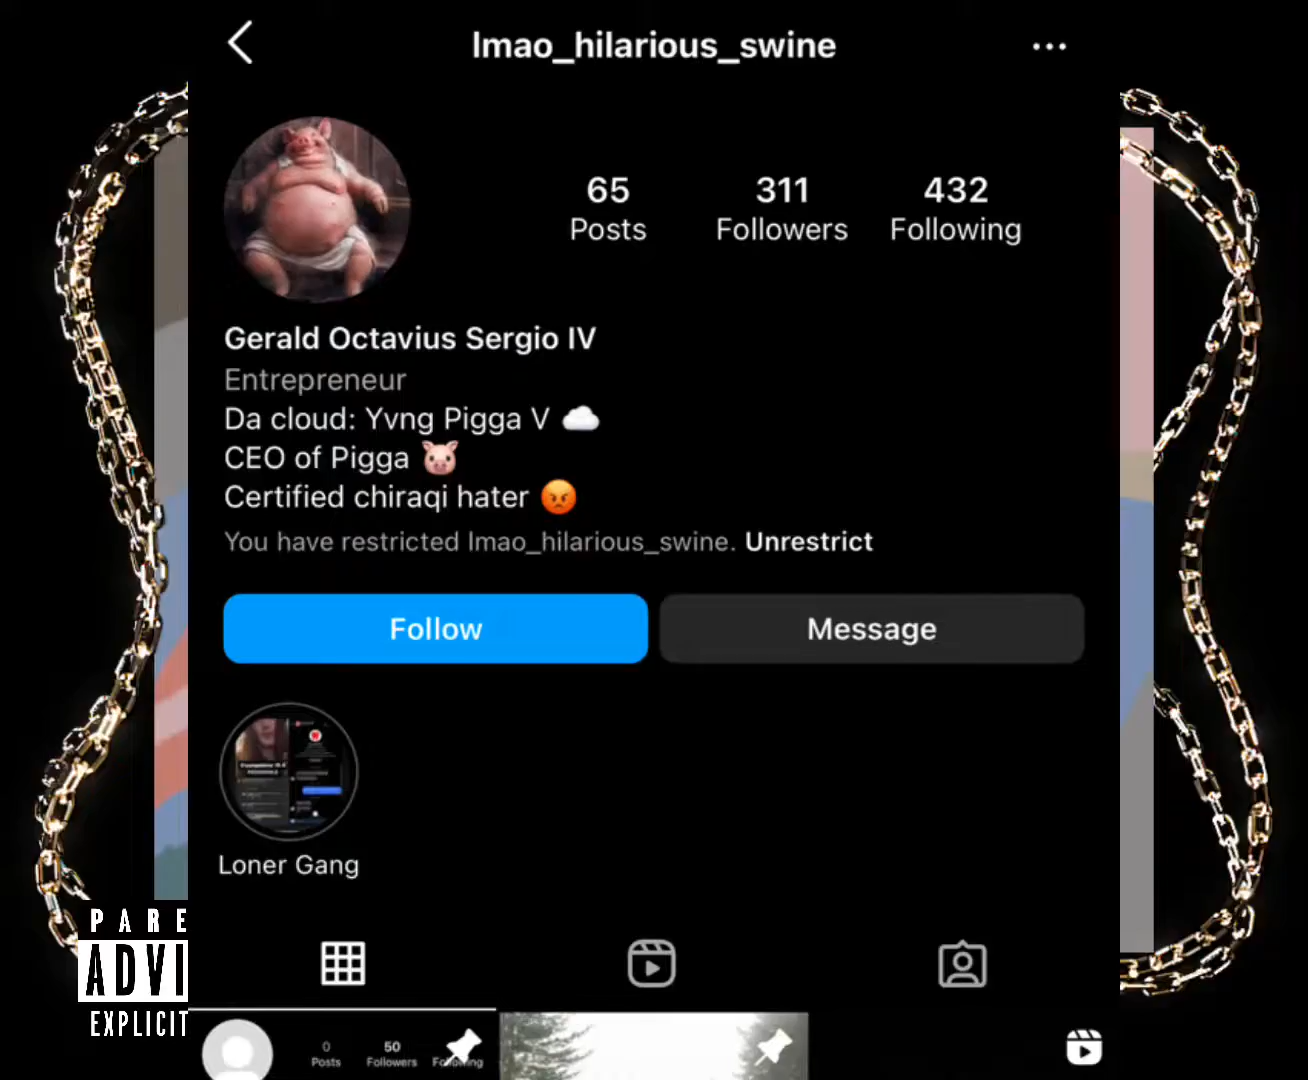 lmao_hilarious_swine
65
311
432
Posts
Followers
Following
Gerald Octavius Sergio IV
Entrepreneur
Da cloud: Yvng Pigga V ☁️
CEO of Pigga 🐷
Certified chiraqi hater 😡
You have restricted lmao_hilarious_swine. Unrestrict
Follow
Message
Loner Gang
PARE
ADVI
EXPLICIT
0
50
Posts
Followers
Following